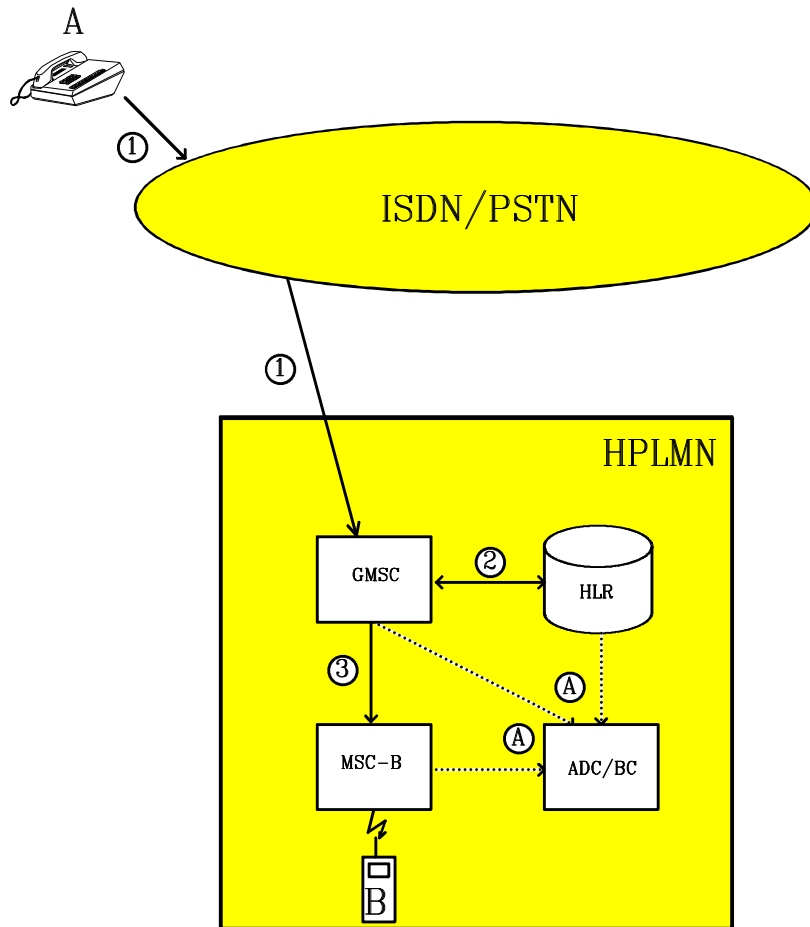 A
①
ISDN/PSTN
①
HPLMN
GMSC
②
HLR
③
Ⓐ
Ⓐ
MSC-B
ADC/BC
B